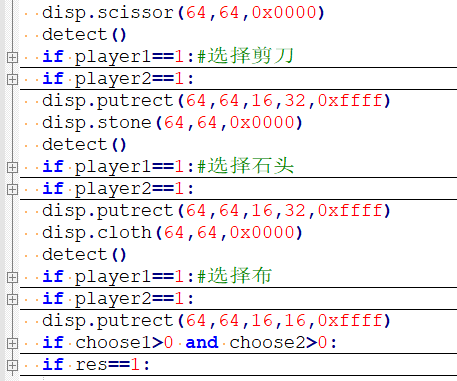 disp.scissor(64,64,0x0000)
detect()
if player1==1:#选择剪刀
if player2==1:
disp.putrect(64,64,16,32,0xffff)
disp.stone(64,64,0x0000)
detect()
if player1==1:#选择石头
if player2==1:
disp.putrect(64,64,16,32,0xffff)
disp.cloth(64,64,0x0000)
detect()
if player1==1:#选择布
if player2==1:
disp.putrect(64,64,16,16,0xffff)
if choose1>0 and choose2>0:
if res==1: